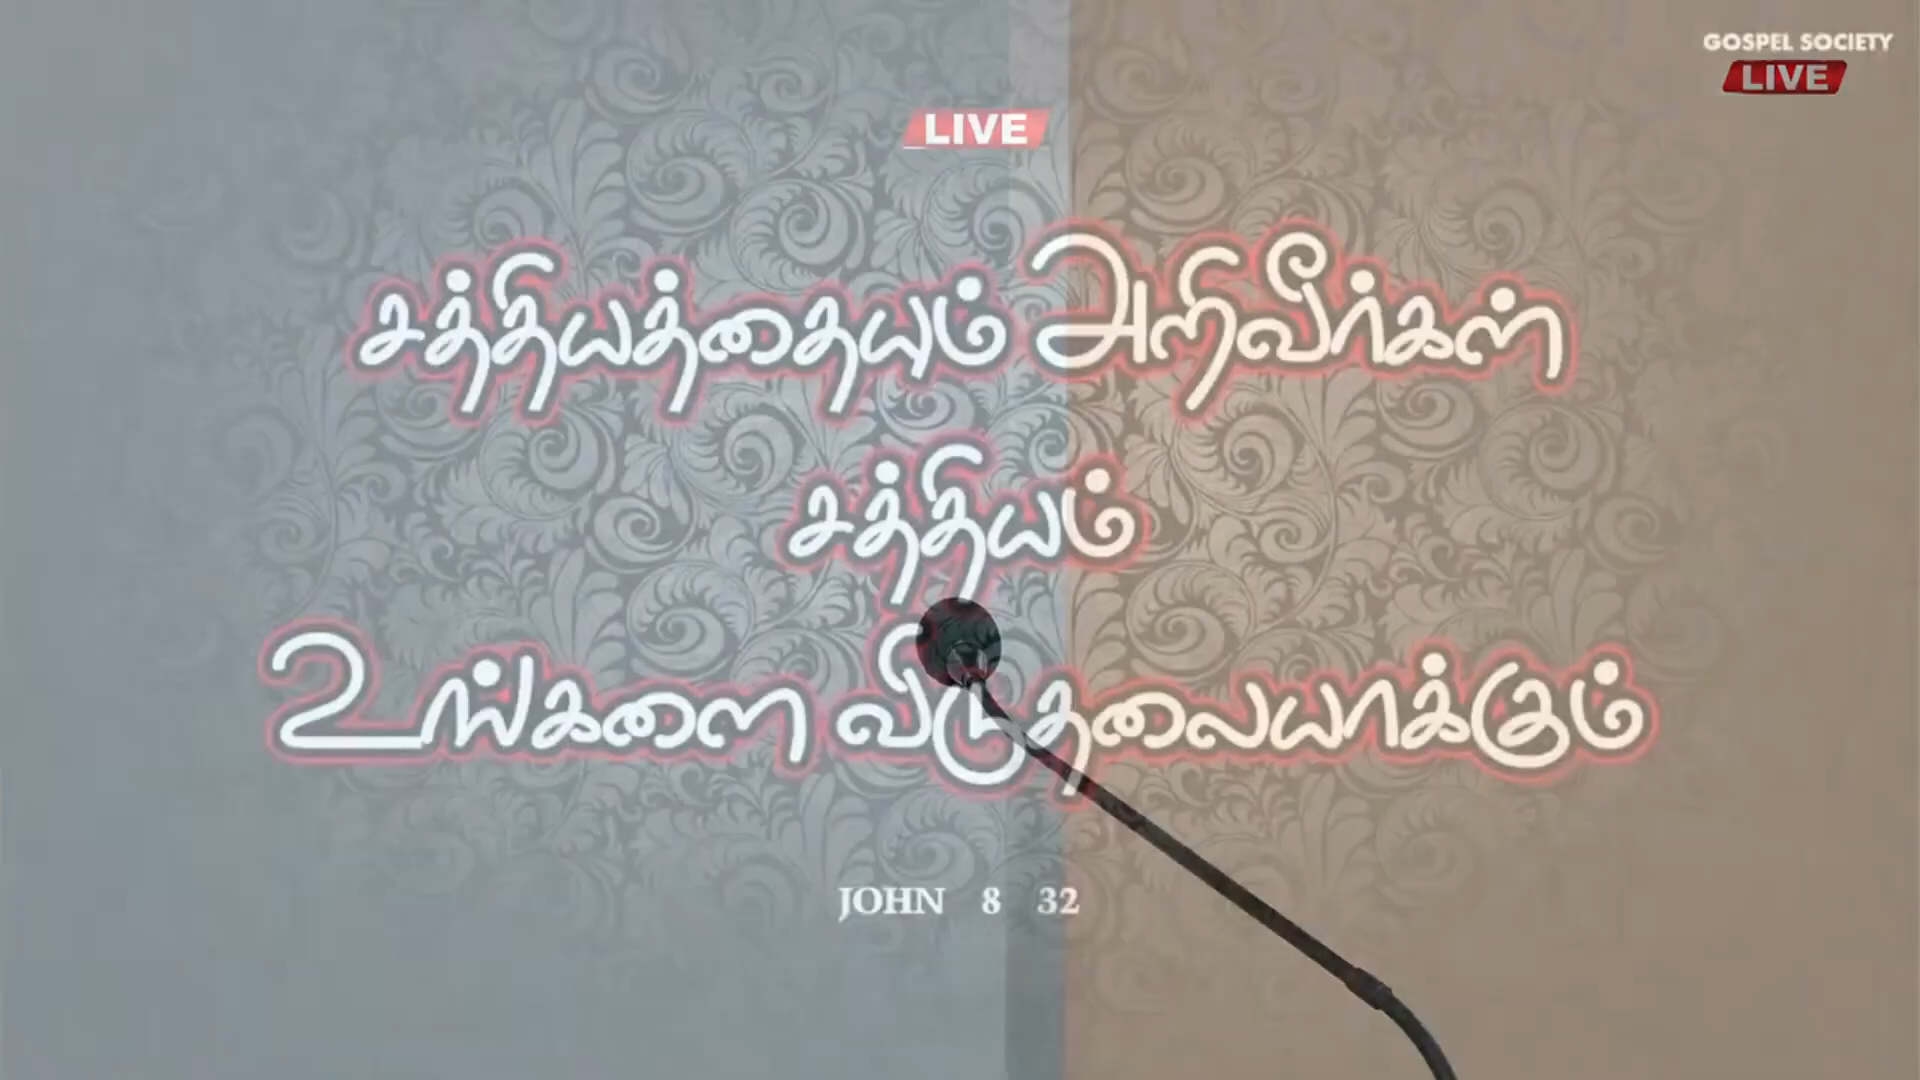 GOSPEL SOCIETY
LIVE
LIVE
சத்தியத்தையும் அறிவீர்கள்
சத்தியம்
உங்களை விடுதலையாக்கும்
JOHN 8 32